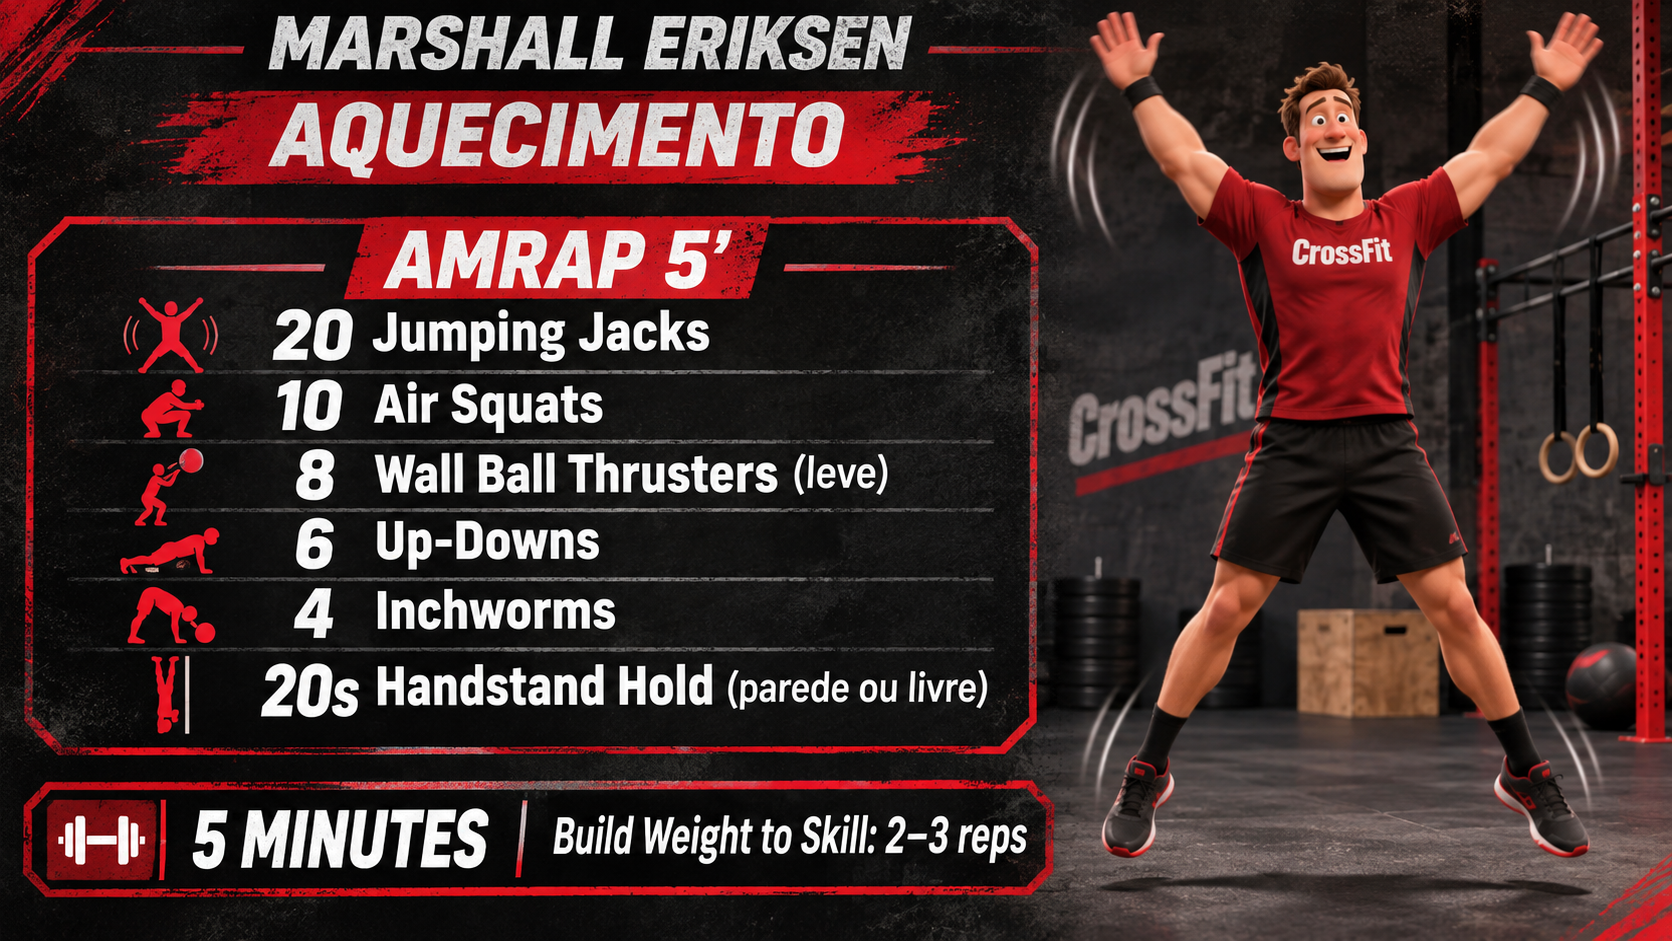 MARSHALL ERIKSEN
AQUECIMENTO
AMRAP 5’
20 Jumping Jacks
10 Air Squats
8 Wall Ball Thrusters (leve)
6 Up-Downs
4 Inchworms
20s Handstand Hold (parede ou livre)
5 MINUTES
Build Weight to Skill: 2–3 reps
CrossFit
CrossFit